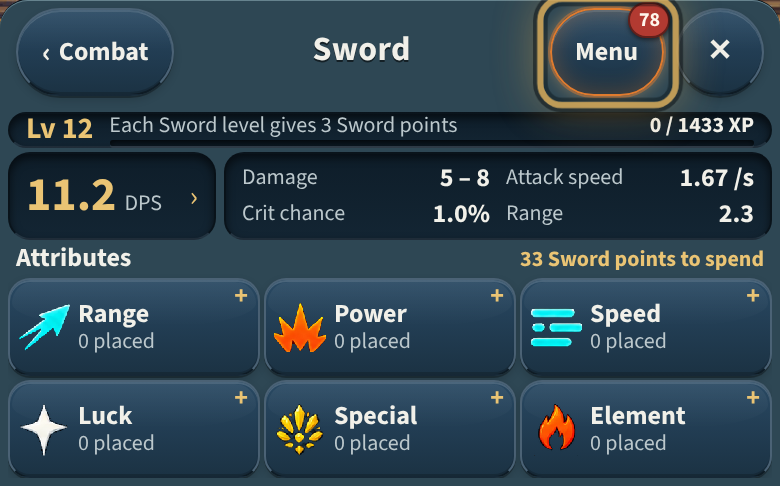 ‹ Combat
Sword
Menu
78
×
Lv 12
Each Sword level gives 3 Sword points
0 / 1433 XP
11.2 DPS ›
Damage 5 – 8
Attack speed 1.67 /s
Crit chance 1.0%
Range 2.3
Attributes
33 Sword points to spend
Range +
0 placed
Power +
0 placed
Speed +
0 placed
Luck +
0 placed
Special +
0 placed
Element +
0 placed